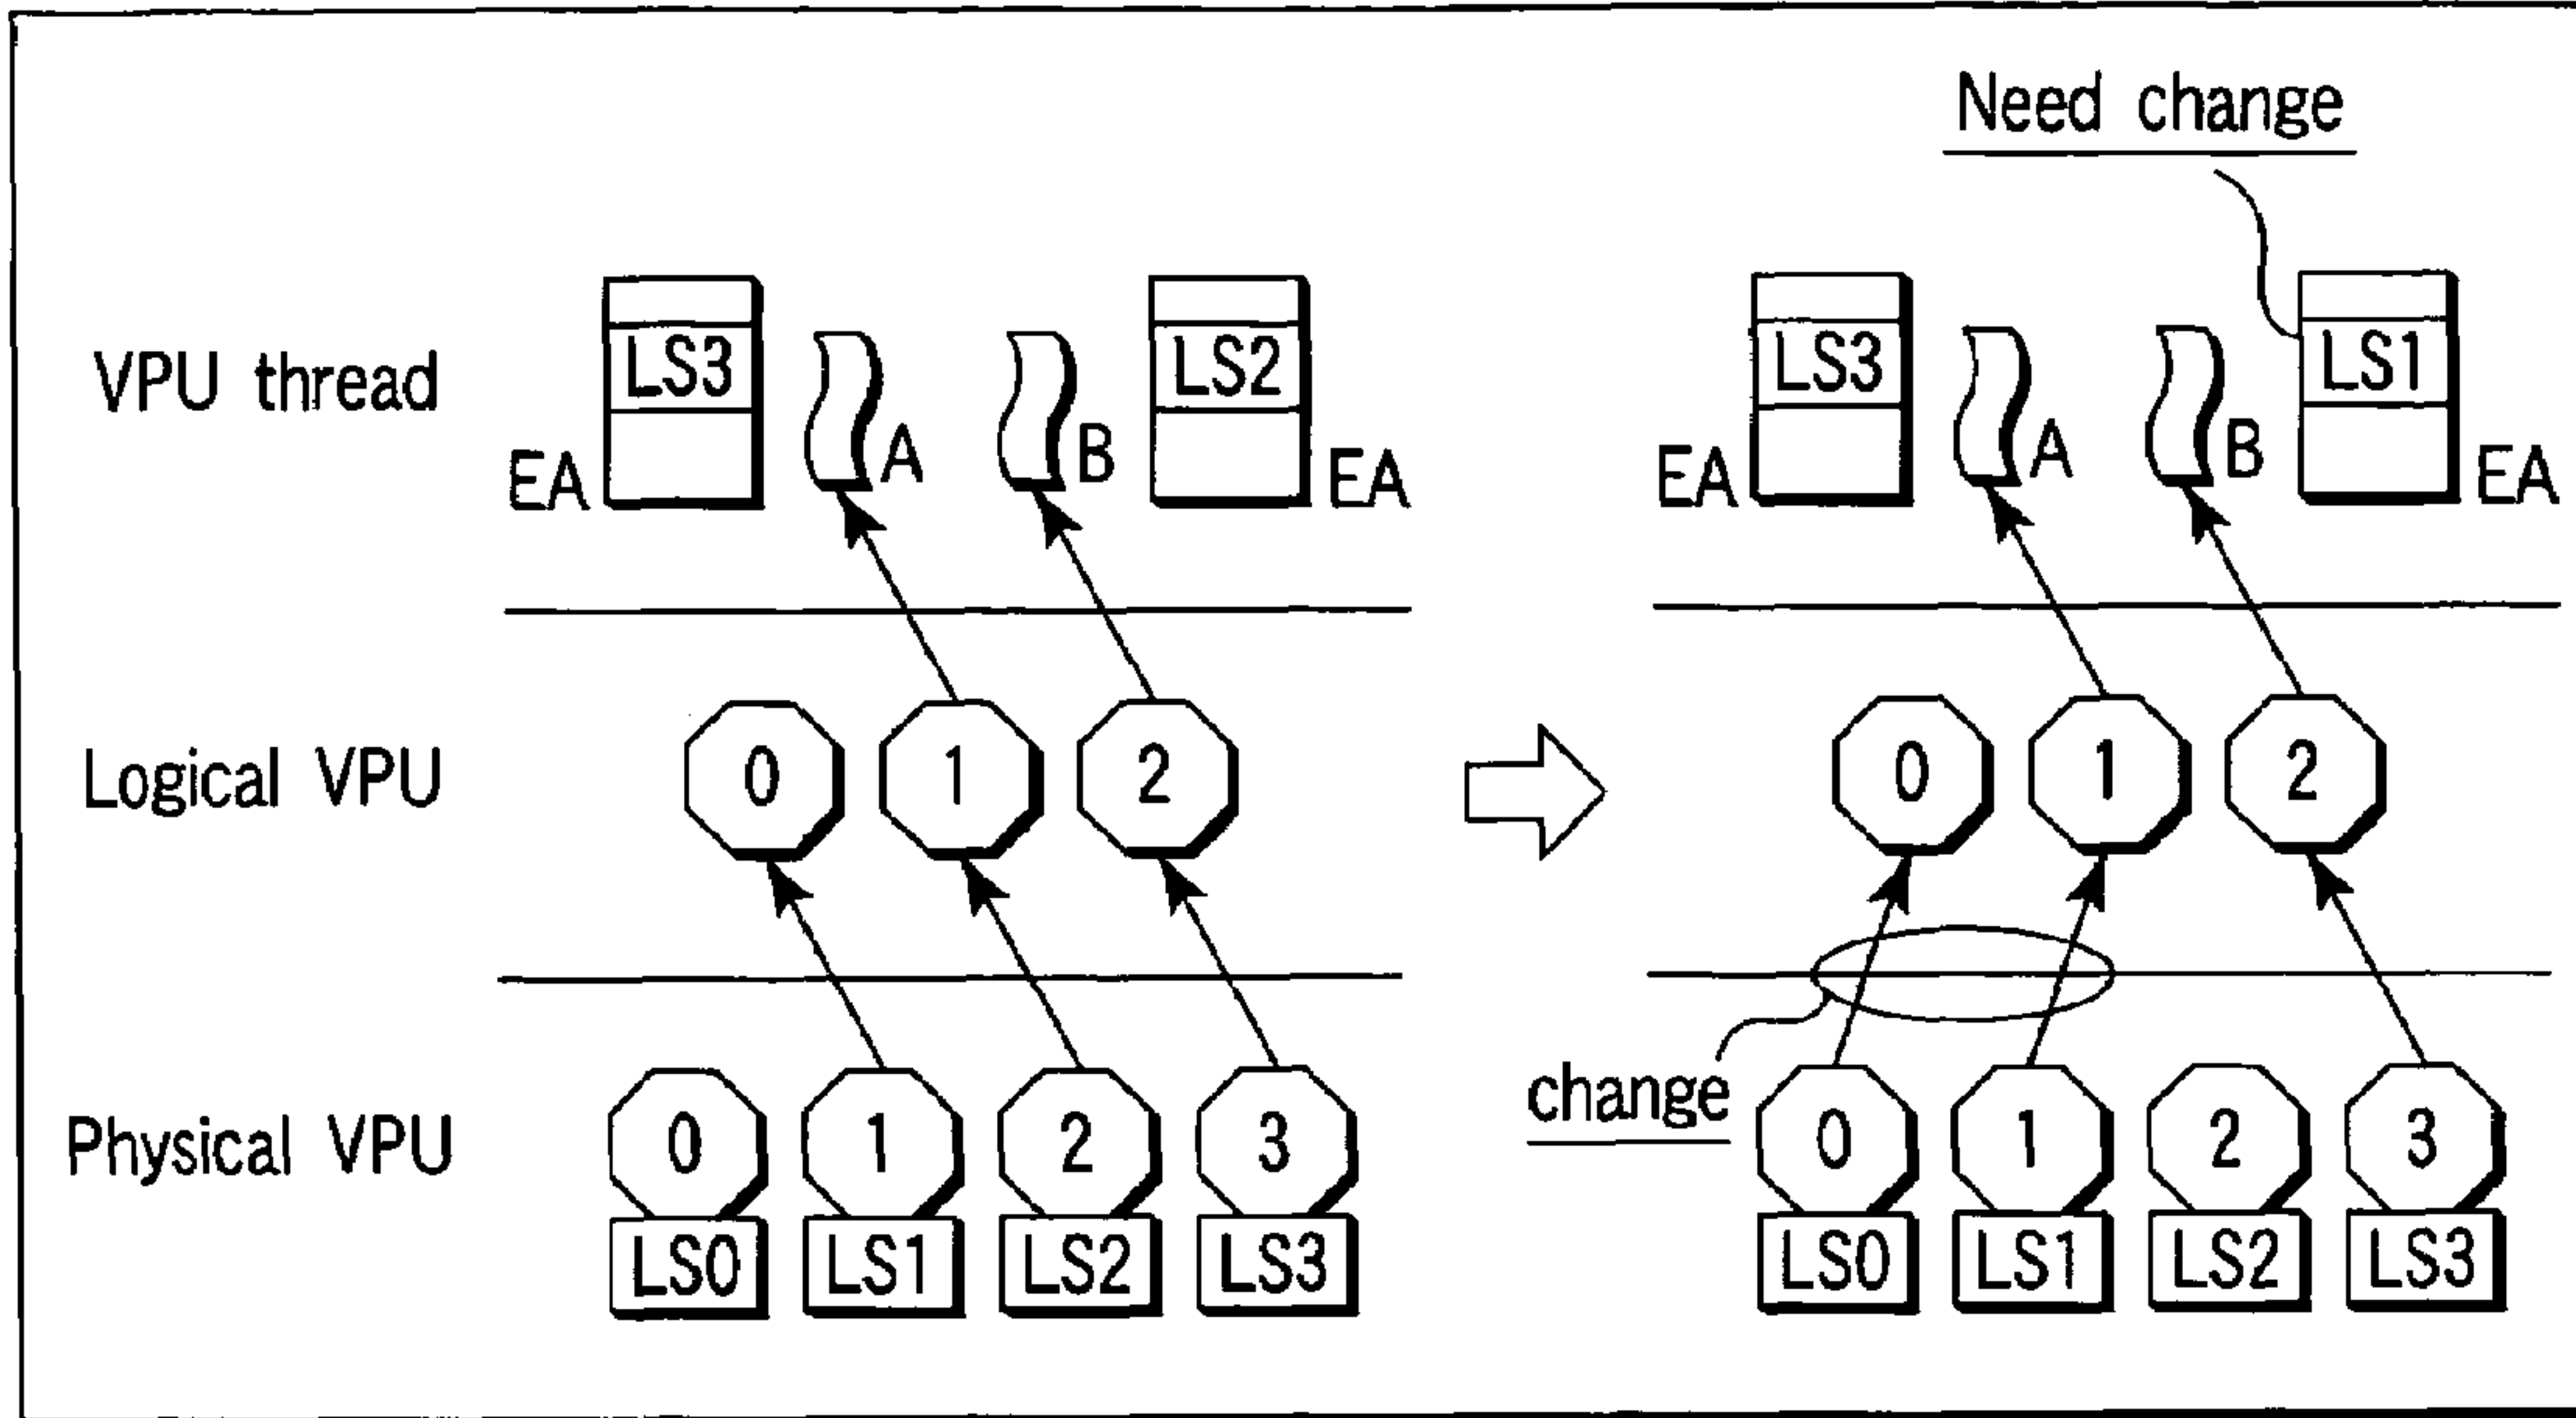 Need change
VPU thread
EA LS3 A B LS2 EA
EA LS3 A B LS1 EA
Logical VPU
0 1 2
0 1 2
change
Physical VPU
0 1 2 3
LS0 LS1 LS2 LS3
0 1 2 3
LS0 LS1 LS2 LS3